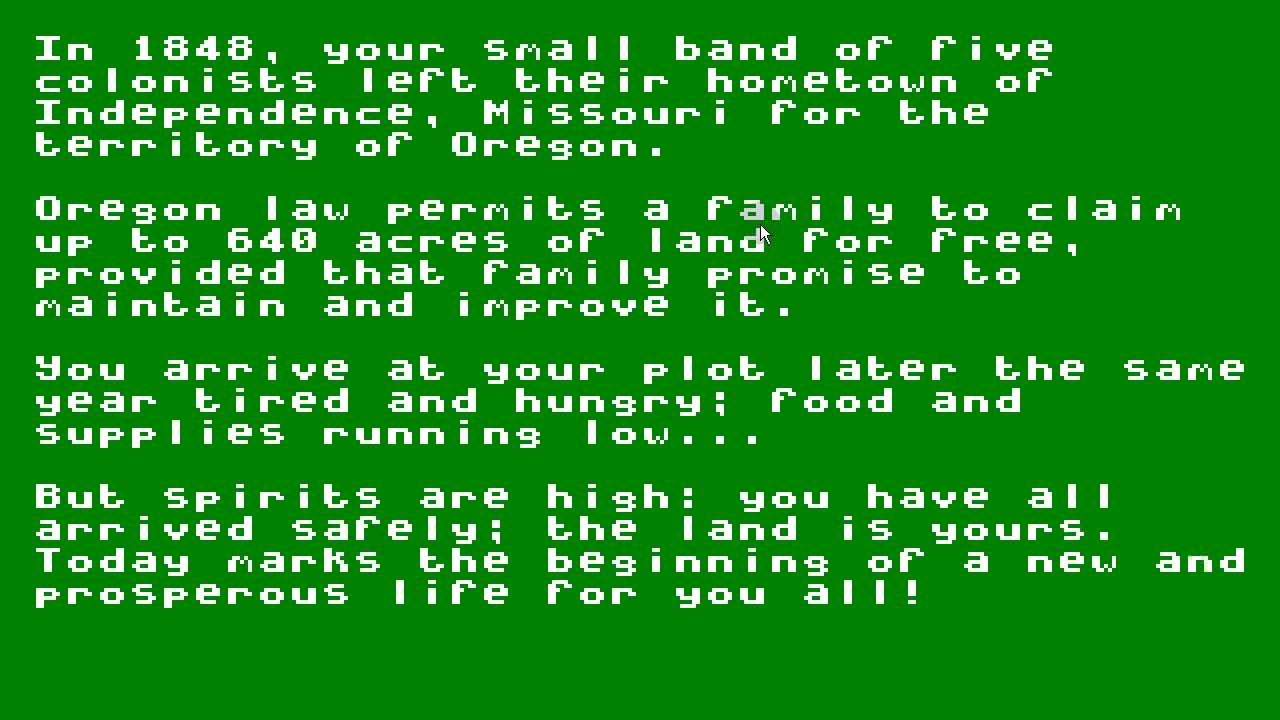 In 1848, your small band of five
colonists left their hometown of
Independence, Missouri for the
territory of Oregon.
Oregon law permits a family to claim
up to 640 acres of land for free,
provided that family promise to
maintain and improve it.
You arrive at your plot later the same
year tired and hungry; food and
supplies running low...
But spirits are high: you have all
arrived safely; the land is yours.
Today marks the beginning of a new and
prosperous life for you all!